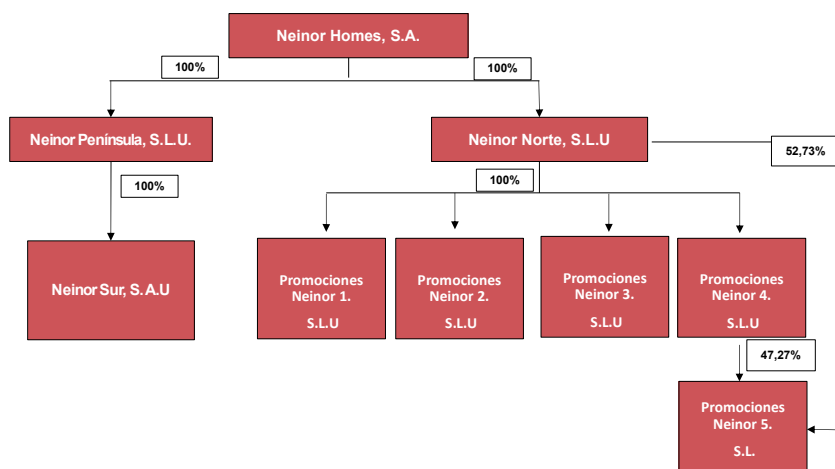 Neinor Homes, S.A.
100%
100%
Neinor Península, S.L.U.
Neinor Norte, S.L.U
52,73%
100%
100%
Neinor Sur, S.A.U
Promociones
Neinor 1.
S.L.U
Promociones
Neinor 2.
S.L.U
Promociones
Neinor 3.
S.L.U
Promociones
Neinor 4.
S.L.U
47,27%
Promociones
Neinor 5.
S.L.